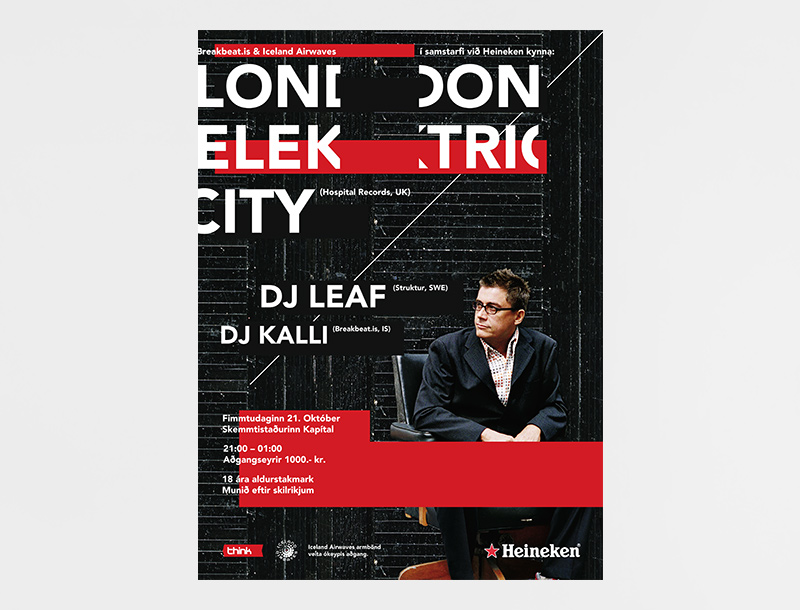 Breakbeat.is & Iceland Airwaves í samstarfi við Heineken kynna:
LONDON
ELEKTRIC
CITY (Hospital Records, UK)
DJ LEAF (Struktur, SWE)
DJ KALLI (Breakbeat.is, IS)
Fimmtudaginn 21. Október
Skemmtistaðurinn Kapítal
21:00 – 01:00
Aðgangseyrir 1000.- kr.
18 ára aldurstakmark
Munið eftir skilríkjum
think
Iceland Airwaves armbönd
veita ókeypis aðgang.
Heineken